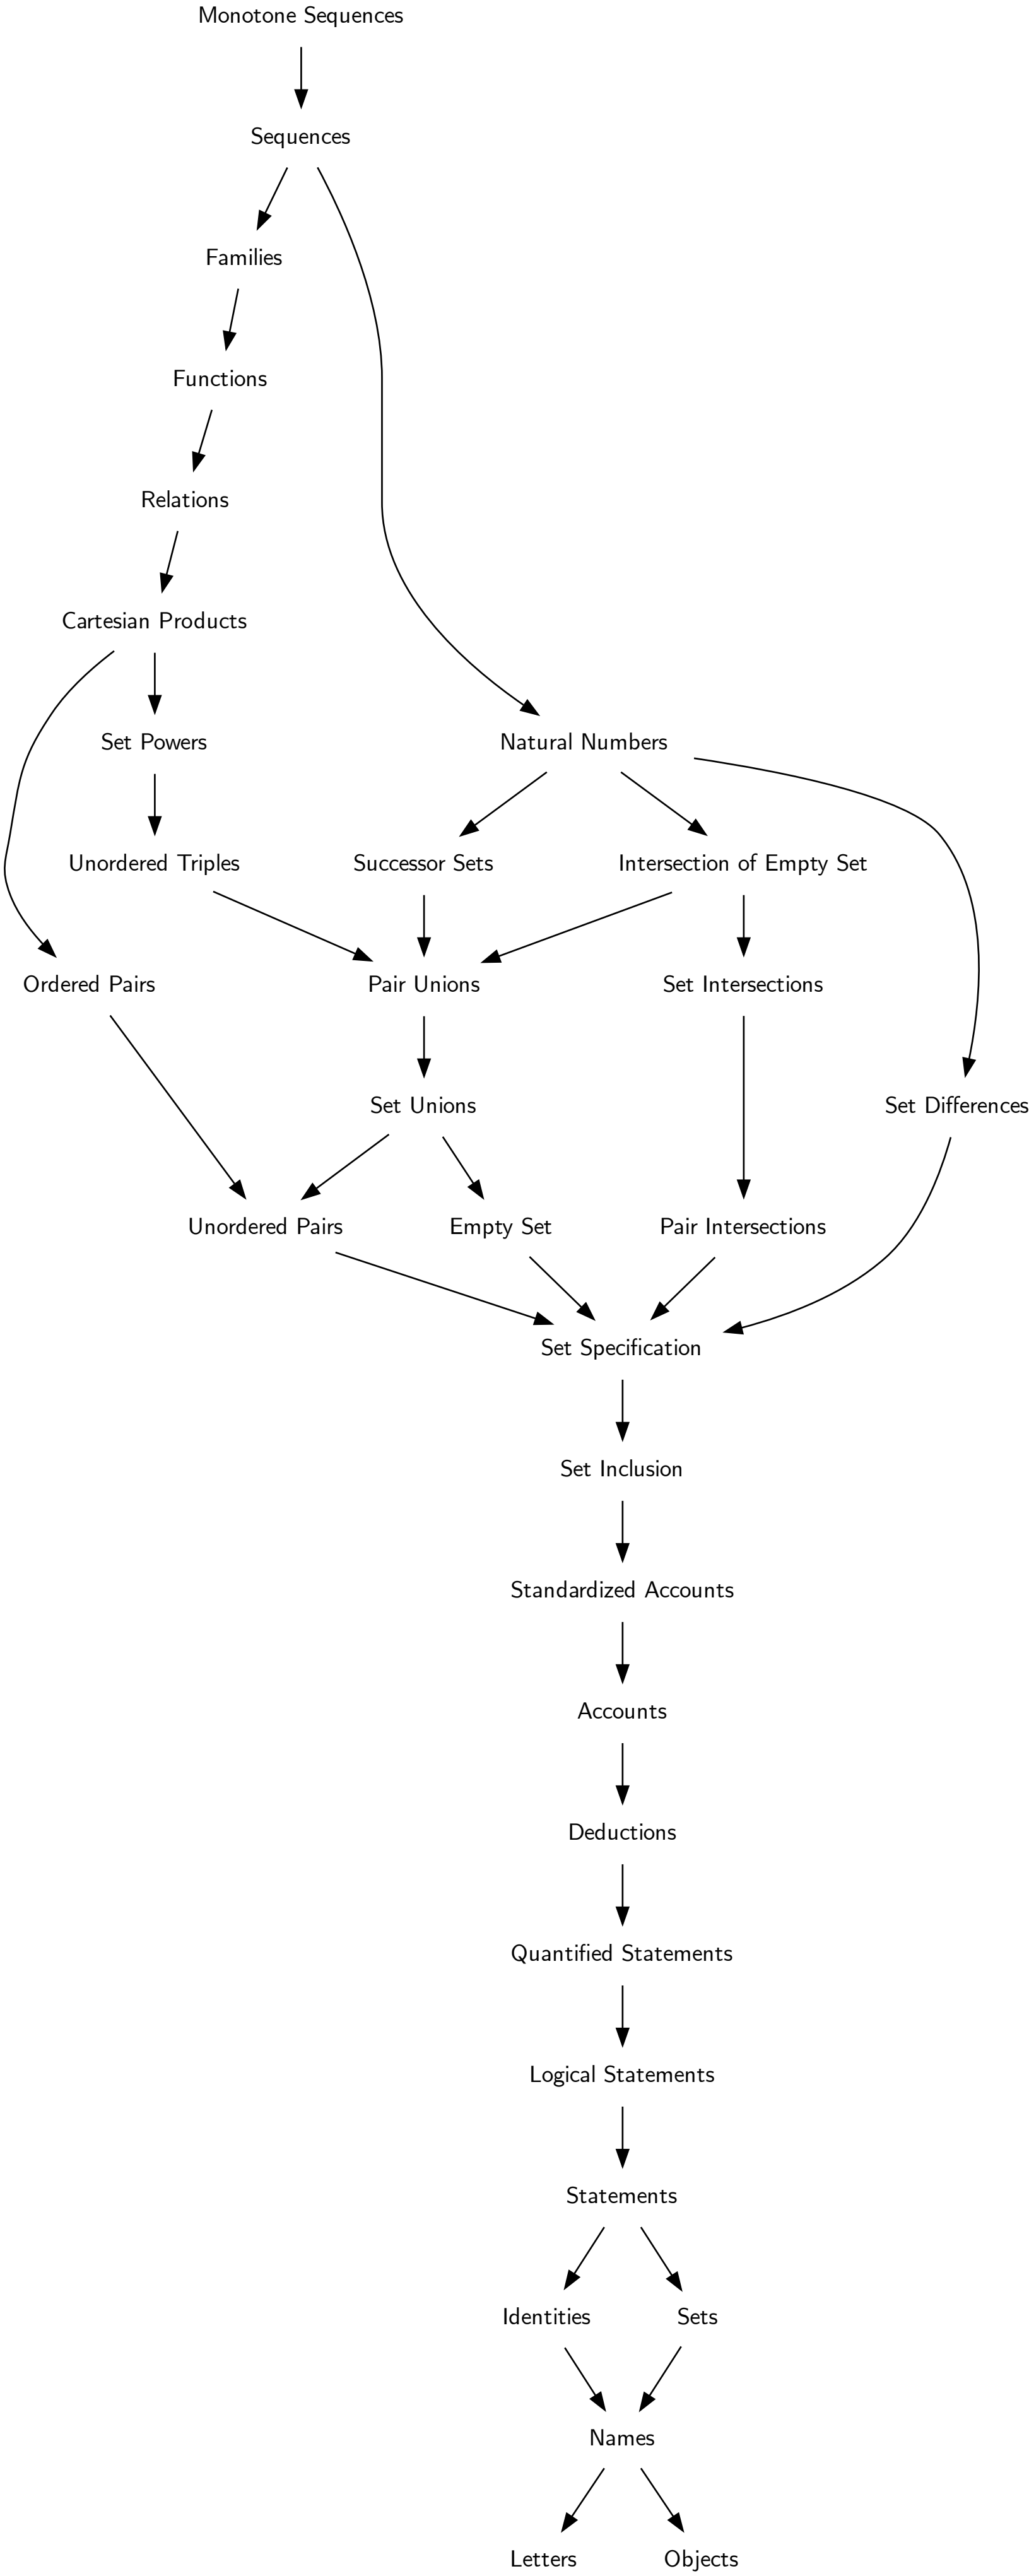 Monotone Sequences
Sequences
Families
Functions
Relations
Cartesian Products
Set Powers
Natural Numbers
Unordered Triples
Successor Sets
Intersection of Empty Set
Ordered Pairs
Pair Unions
Set Intersections
Set Unions
Set Differences
Unordered Pairs
Empty Set
Pair Intersections
Set Specification
Set Inclusion
Standardized Accounts
Accounts
Deductions
Quantified Statements
Logical Statements
Statements
Identities
Sets
Names
Letters
Objects